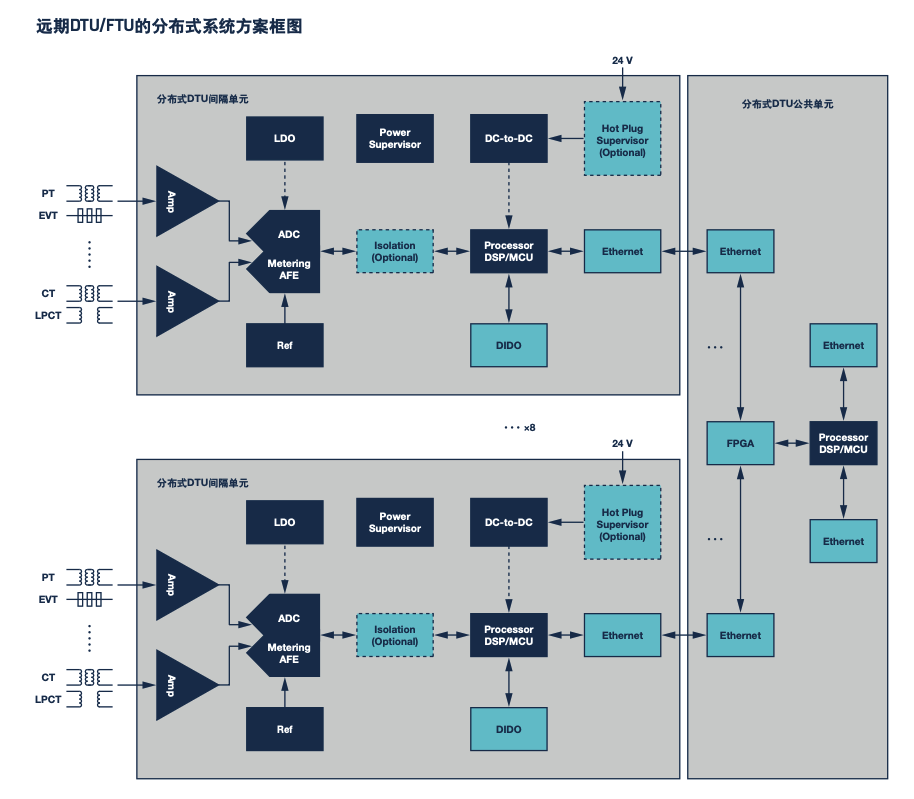 远期DTU/FTU的分布式系统方案框图
24 V
分布式DTU间隔单元
分布式DTU公共单元
LDO
Power
Supervisor
DC-to-DC
Hot Plug
Supervisor
(Optional)
PT
EVT
Amp
ADC
Metering
AFE
Isolation
(Optional)
Processor
DSP/MCU
Ethernet
Ethernet
CT
LPCT
Amp
Ref
DIDO
...
Ethernet
... ×8
24 V
FPGA
Processor
DSP/MCU
分布式DTU间隔单元
LDO
Power
Supervisor
DC-to-DC
Hot Plug
Supervisor
(Optional)
...
Ethernet
PT
EVT
Amp
ADC
Metering
AFE
Isolation
(Optional)
Processor
DSP/MCU
Ethernet
Ethernet
CT
LPCT
Amp
Ref
DIDO